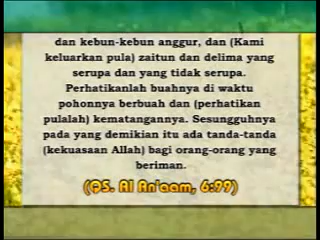 dan kebun-kebun anggur, dan (Kami
keluarkan pula) zaitun dan delima yang
serupa dan yang tidak serupa.
Perhatikanlah buahnya di waktu
pohonnya berbuah dan (perhatikan
pulalah) kematangannya. Sesungguhnya
pada yang demikian itu ada tanda-tanda
(kekuasaan Allah) bagi orang-orang yang
beriman.
(QS. Al An'aam, 6:99)